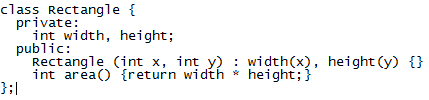 class Rectangle {
  private:
    int width, height;
  public:
    Rectangle (int x, int y) : width(x), height(y) {}
    int area() {return width * height;}
};